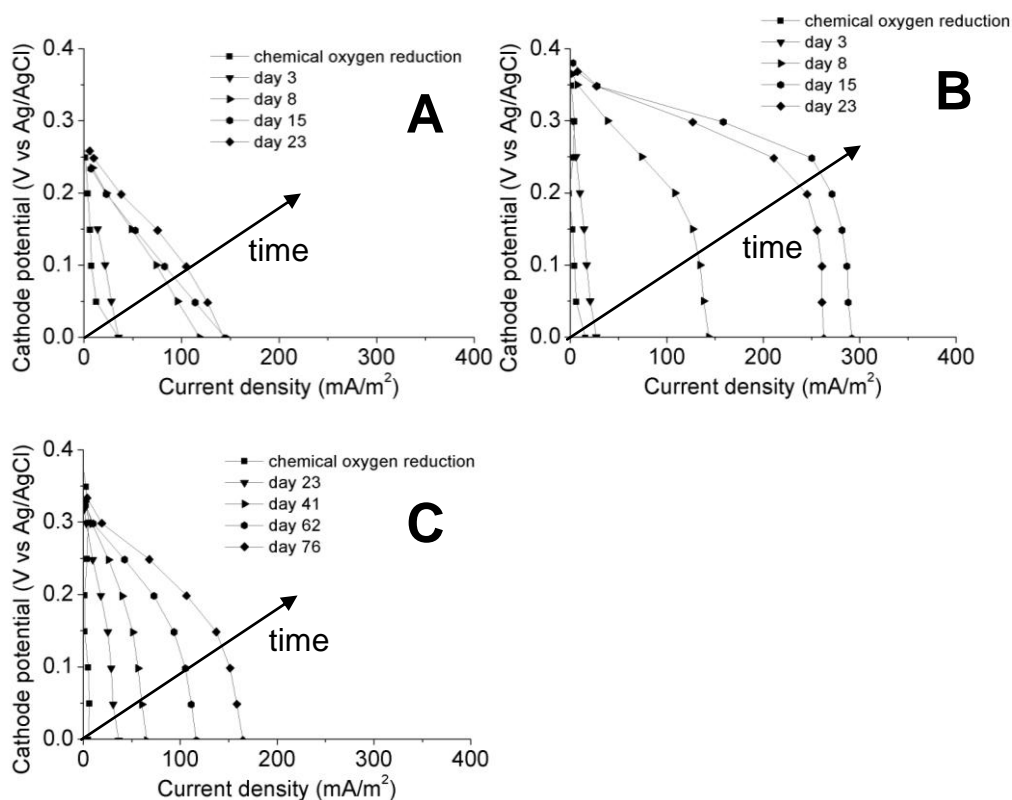 chemical oxygen reduction
day 3
day 8
day 15
day 23
A
time
0.4
0.3
0.2
0.1
0.0
0 100 200 300 400
Cathode potential (V vs Ag/AgCl)
Current density (mA/m²)
chemical oxygen reduction
day 3
day 8
day 15
day 23
B
time
0.4
0.3
0.2
0.1
0.0
0 100 200 300 400
Cathode potential (V vs Ag/AgCl)
Current density (mA/m²)
chemical oxygen reduction
day 23
day 41
day 62
day 76
C
time
0.4
0.3
0.2
0.1
0.0
0 100 200 300 400
Cathode potential (V vs Ag/AgCl)
Current density (mA/m²)